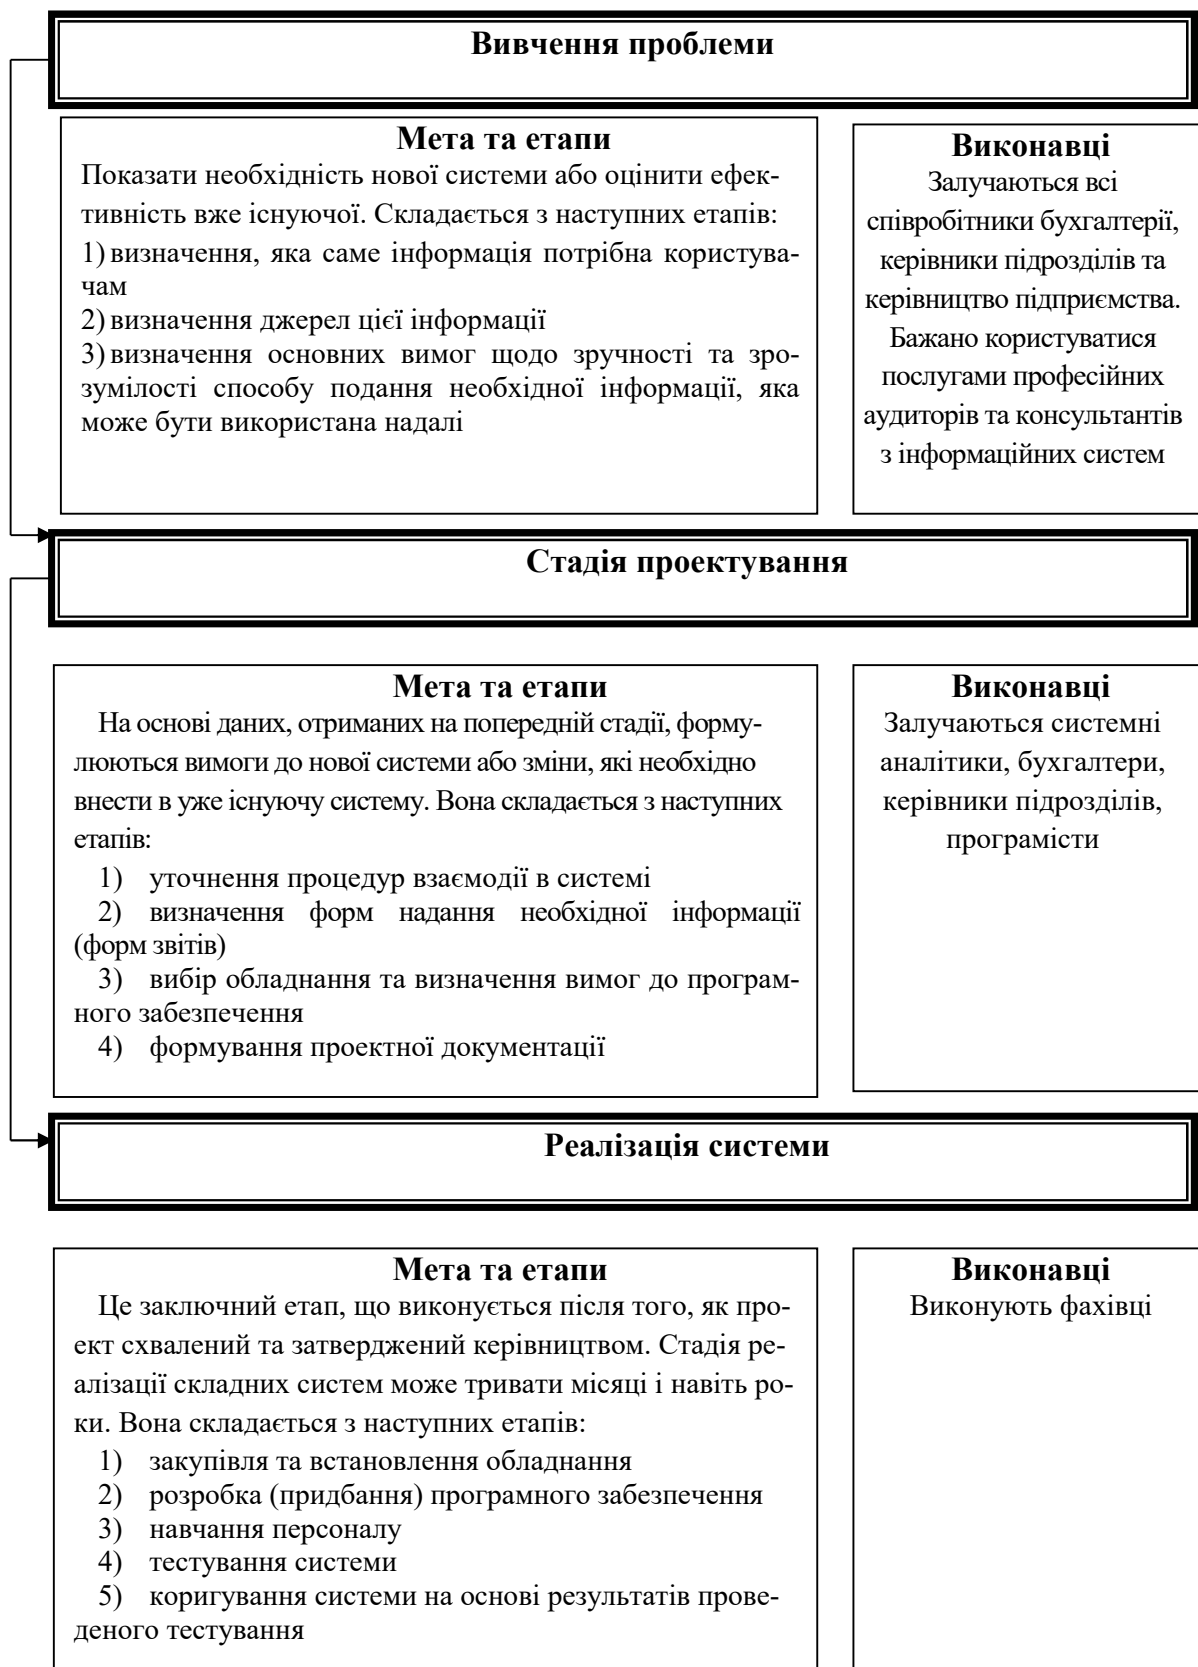 Вивчення проблеми
Мета та етапи
Показати необхідність нової системи або оцінити ефек-
тивність вже існуючої. Складається з наступних етапів:
1) визначення, яка саме інформація потрібна користува-
чам
2) визначення джерел цієї інформації
3) визначення основних вимог щодо зручності та зро-
зумілості способу подання необхідної інформації, яка
може бути використана надалі
Виконавці
Залучаються всі
співробітники бухгалтерії,
керівники підрозділів та
керівництво підприємства.
Бажано користуватися
послугами професійних
аудиторів та консультантів
з інформаційних систем
Стадія проектування
Мета та етапи
На основі даних, отриманих на попередній стадії, форму-
люються вимоги до нової системи або зміни, які необхідно
внести в уже існуючу систему. Вона складається з наступних
етапів:
1) уточнення процедур взаємодії в системі
2) визначення форм надання необхідної інформації
(форм звітів)
3) вибір обладнання та визначення вимог до програм-
ного забезпечення
4) формування проектної документації
Виконавці
Залучаються системні
аналітики, бухгалтери,
керівники підрозділів,
програмісти
Реалізація системи
Мета та етапи
Це заключний етап, що виконується після того, як про-
ект схвалений та затверджений керівництвом. Стадія ре-
алізації складних систем може тривати місяці і навіть ро-
ки. Вона складається з наступних етапів:
1) закупівля та встановлення обладнання
2) розробка (придбання) програмного забезпечення
3) навчання персоналу
4) тестування системи
5) коригування системи на основі результатів прове-
деного тестування
Виконавці
Виконують фахівці